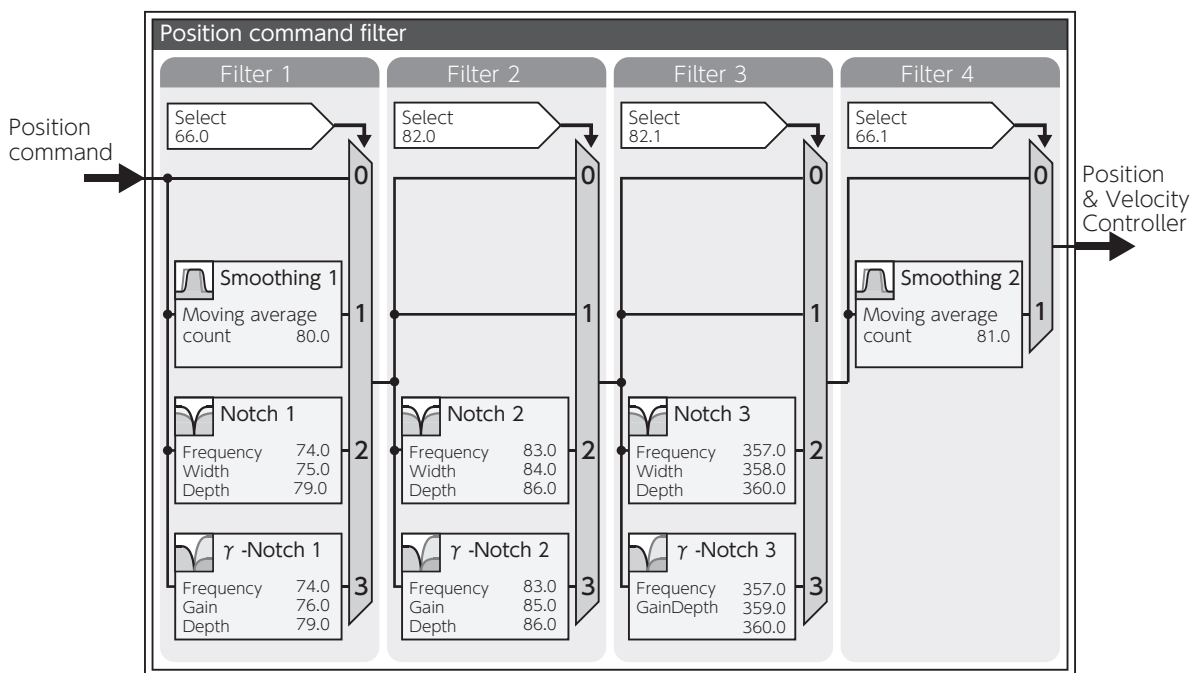 Position command filter
Filter 1
Filter 2
Filter 3
Filter 4
Position
command
Select
66.0
Select
82.0
Select
82.1
Select
66.1
0
0
0
0
Position
& Velocity
Controller
Smoothing 1
Moving average
count 80.0
1
1
1
Smoothing 2
Moving average
count 81.0
1
Notch 1
Frequency 74.0
Width 75.0
Depth 79.0
2
Notch 2
Frequency 83.0
Width 84.0
Depth 86.0
2
Notch 3
Frequency 357.0
Width 358.0
Depth 360.0
2
γ -Notch 1
Frequency 74.0
Gain 76.0
Depth 79.0
3
γ -Notch 2
Frequency 83.0
Gain 85.0
Depth 86.0
3
γ -Notch 3
Frequency 357.0
GainDepth 359.0
360.0
3